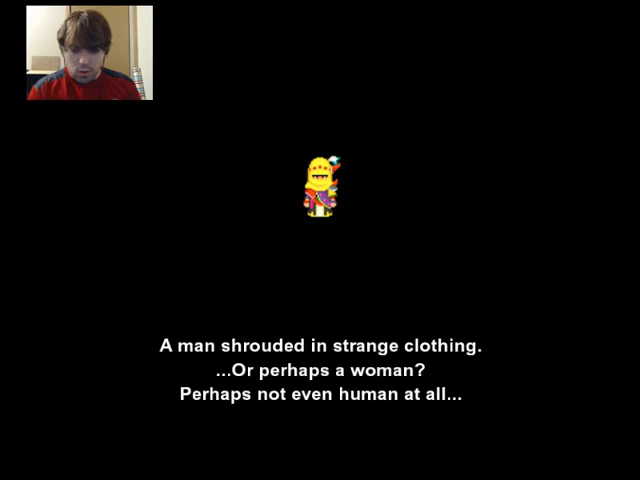 A man shrouded in strange clothing.
...Or perhaps a woman?
Perhaps not even human at all...